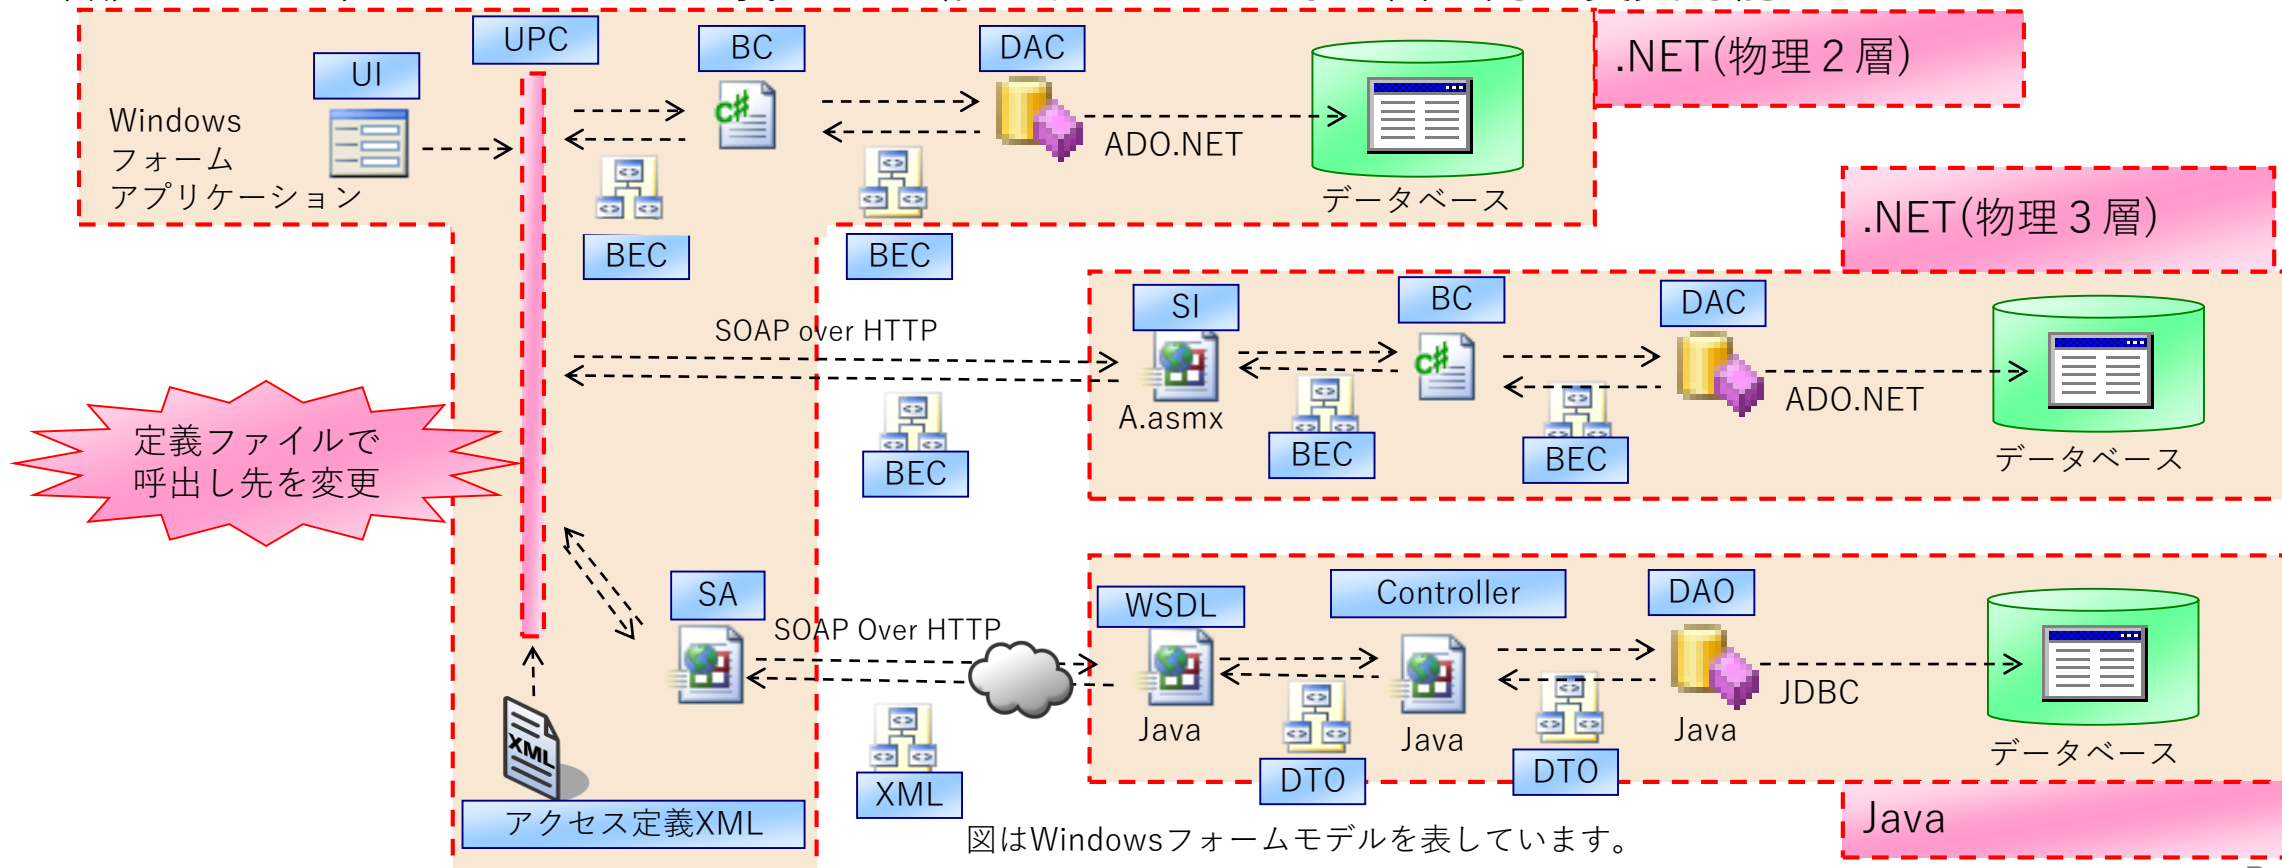 UPC
BC
DAC
UI
.NET(物理２層)
Windows
フォーム
アプリケーション
C#
ADO.NET
データベース
BEC
BEC
.NET(物理３層)
SOAP over HTTP
SI
BC
DAC
A.asmx
C#
ADO.NET
BEC
BEC
BEC
データベース
定義ファイルで
呼出し先を変更
SA
SOAP Over HTTP
WSDL
Controller
DAO
Java
Java
Java
JDBC
データベース
XML
XML
DTO
DTO
アクセス定義XML
Java
図はWindowsフォームモデルを表しています。